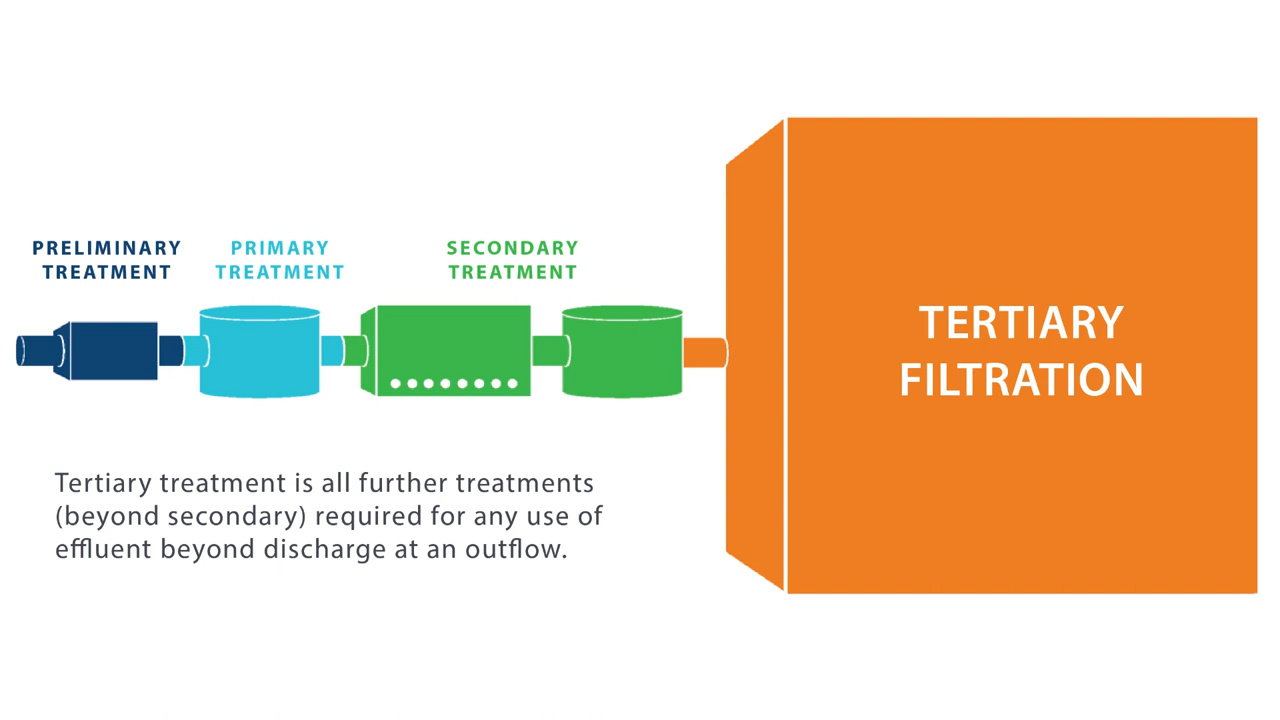 PRELIMINARY
TREATMENT
PRIMARY
TREATMENT
SECONDARY
TREATMENT
TERTIARY
FILTRATION
Tertiary treatment is all further treatments
(beyond secondary) required for any use of
effluent beyond discharge at an outflow.